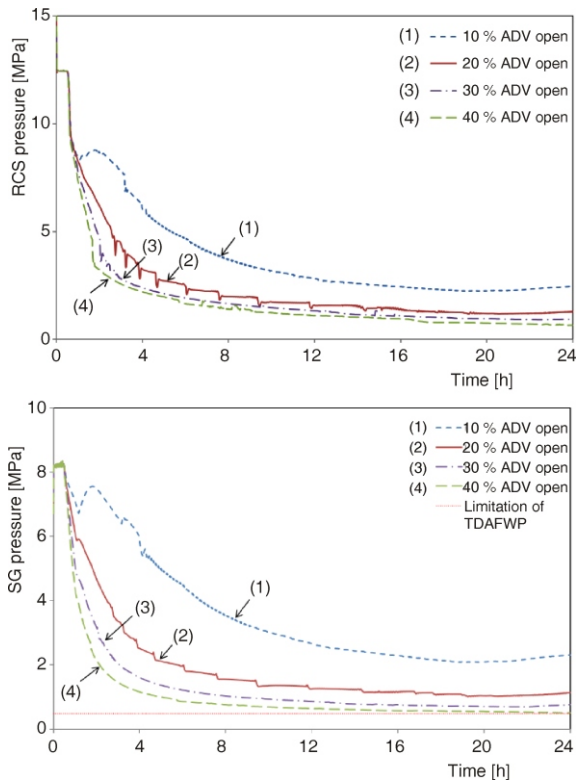 15
10
5
0
RCS pressure [MPa]
(1) 10 % ADV open
(2) 20 % ADV open
(3) 30 % ADV open
(4) 40 % ADV open
(1)
(3)
(2)
(4)
0 4 8 12 16 20 24
Time [h]
10
8
6
4
2
0
SG pressure [MPa]
(1) 10 % ADV open
(2) 20 % ADV open
(3) 30 % ADV open
(4) 40 % ADV open
Limitation of
TDAFWP
(1)
(3)
(2)
(4)
0 4 8 12 16 20 24
Time [h]